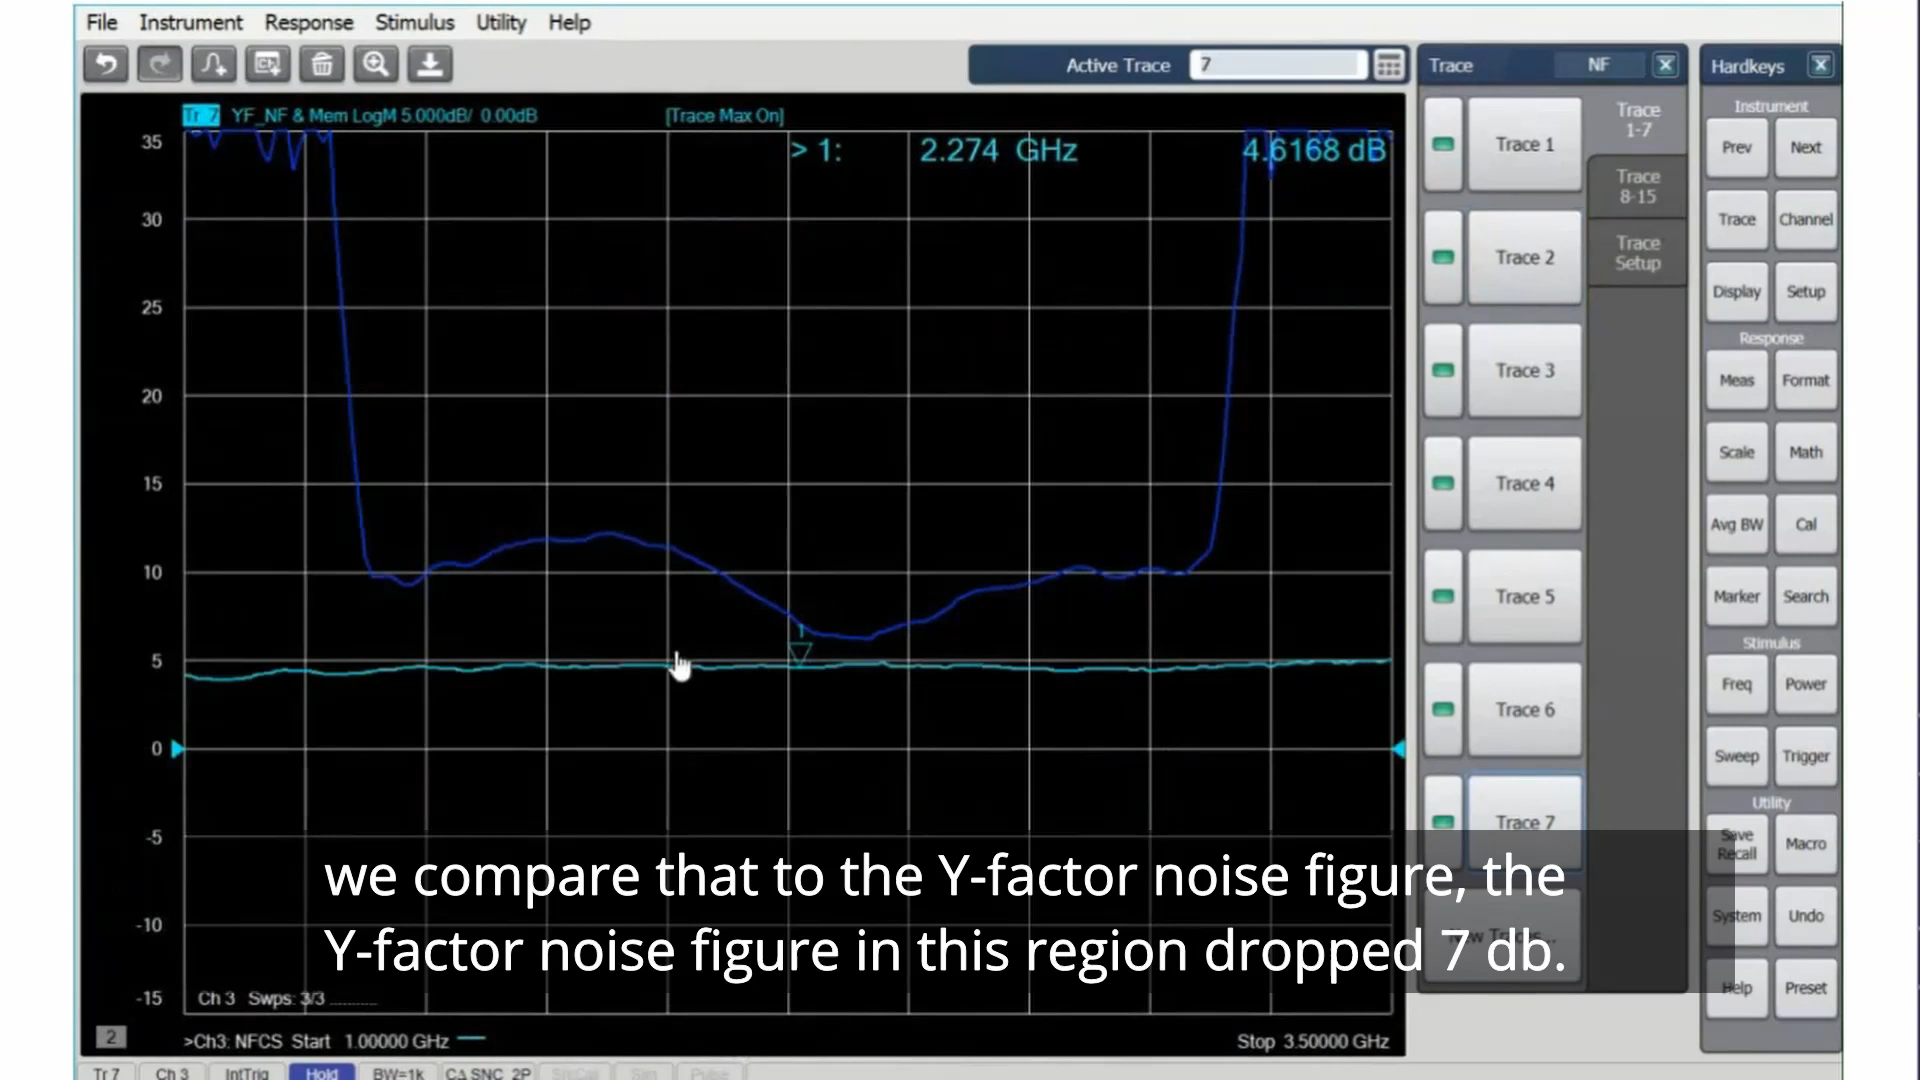 File Instrument Response Stimulus Utility Help
Active Trace 7
Trace NF
Hardkeys
Tr 7 YF_NF & Mem LogM 5.000dB/ 0.00dB [Trace Max On]
> 1: 2.274 GHz 4.6168 dB
35
30
25
20
15
10
5
0
-5
-10
-15
1
Ch 3 Swps: 3/3
2
>Ch3: NFCS Start 1.00000 GHz
Stop 3.50000 GHz
Tr 7 Ch 3 IntTrig Hold BW=1k CΔ SNC_2P
Trace 1
Trace 2
Trace 3
Trace 4
Trace 5
Trace 6
Trace 7
New Trace...
Trace
1-7
Trace
8-15
Trace
Setup
Instrument
Prev Next
Trace Channel
Display Setup
Response
Meas Format
Scale Math
Avg BW Cal
Marker Search
Stimulus
Freq Power
Sweep Trigger
Utility
Save
Recall
Macro
System Undo
Help Preset
we compare that to the Y-factor noise figure, the
Y-factor noise figure in this region dropped 7 db.